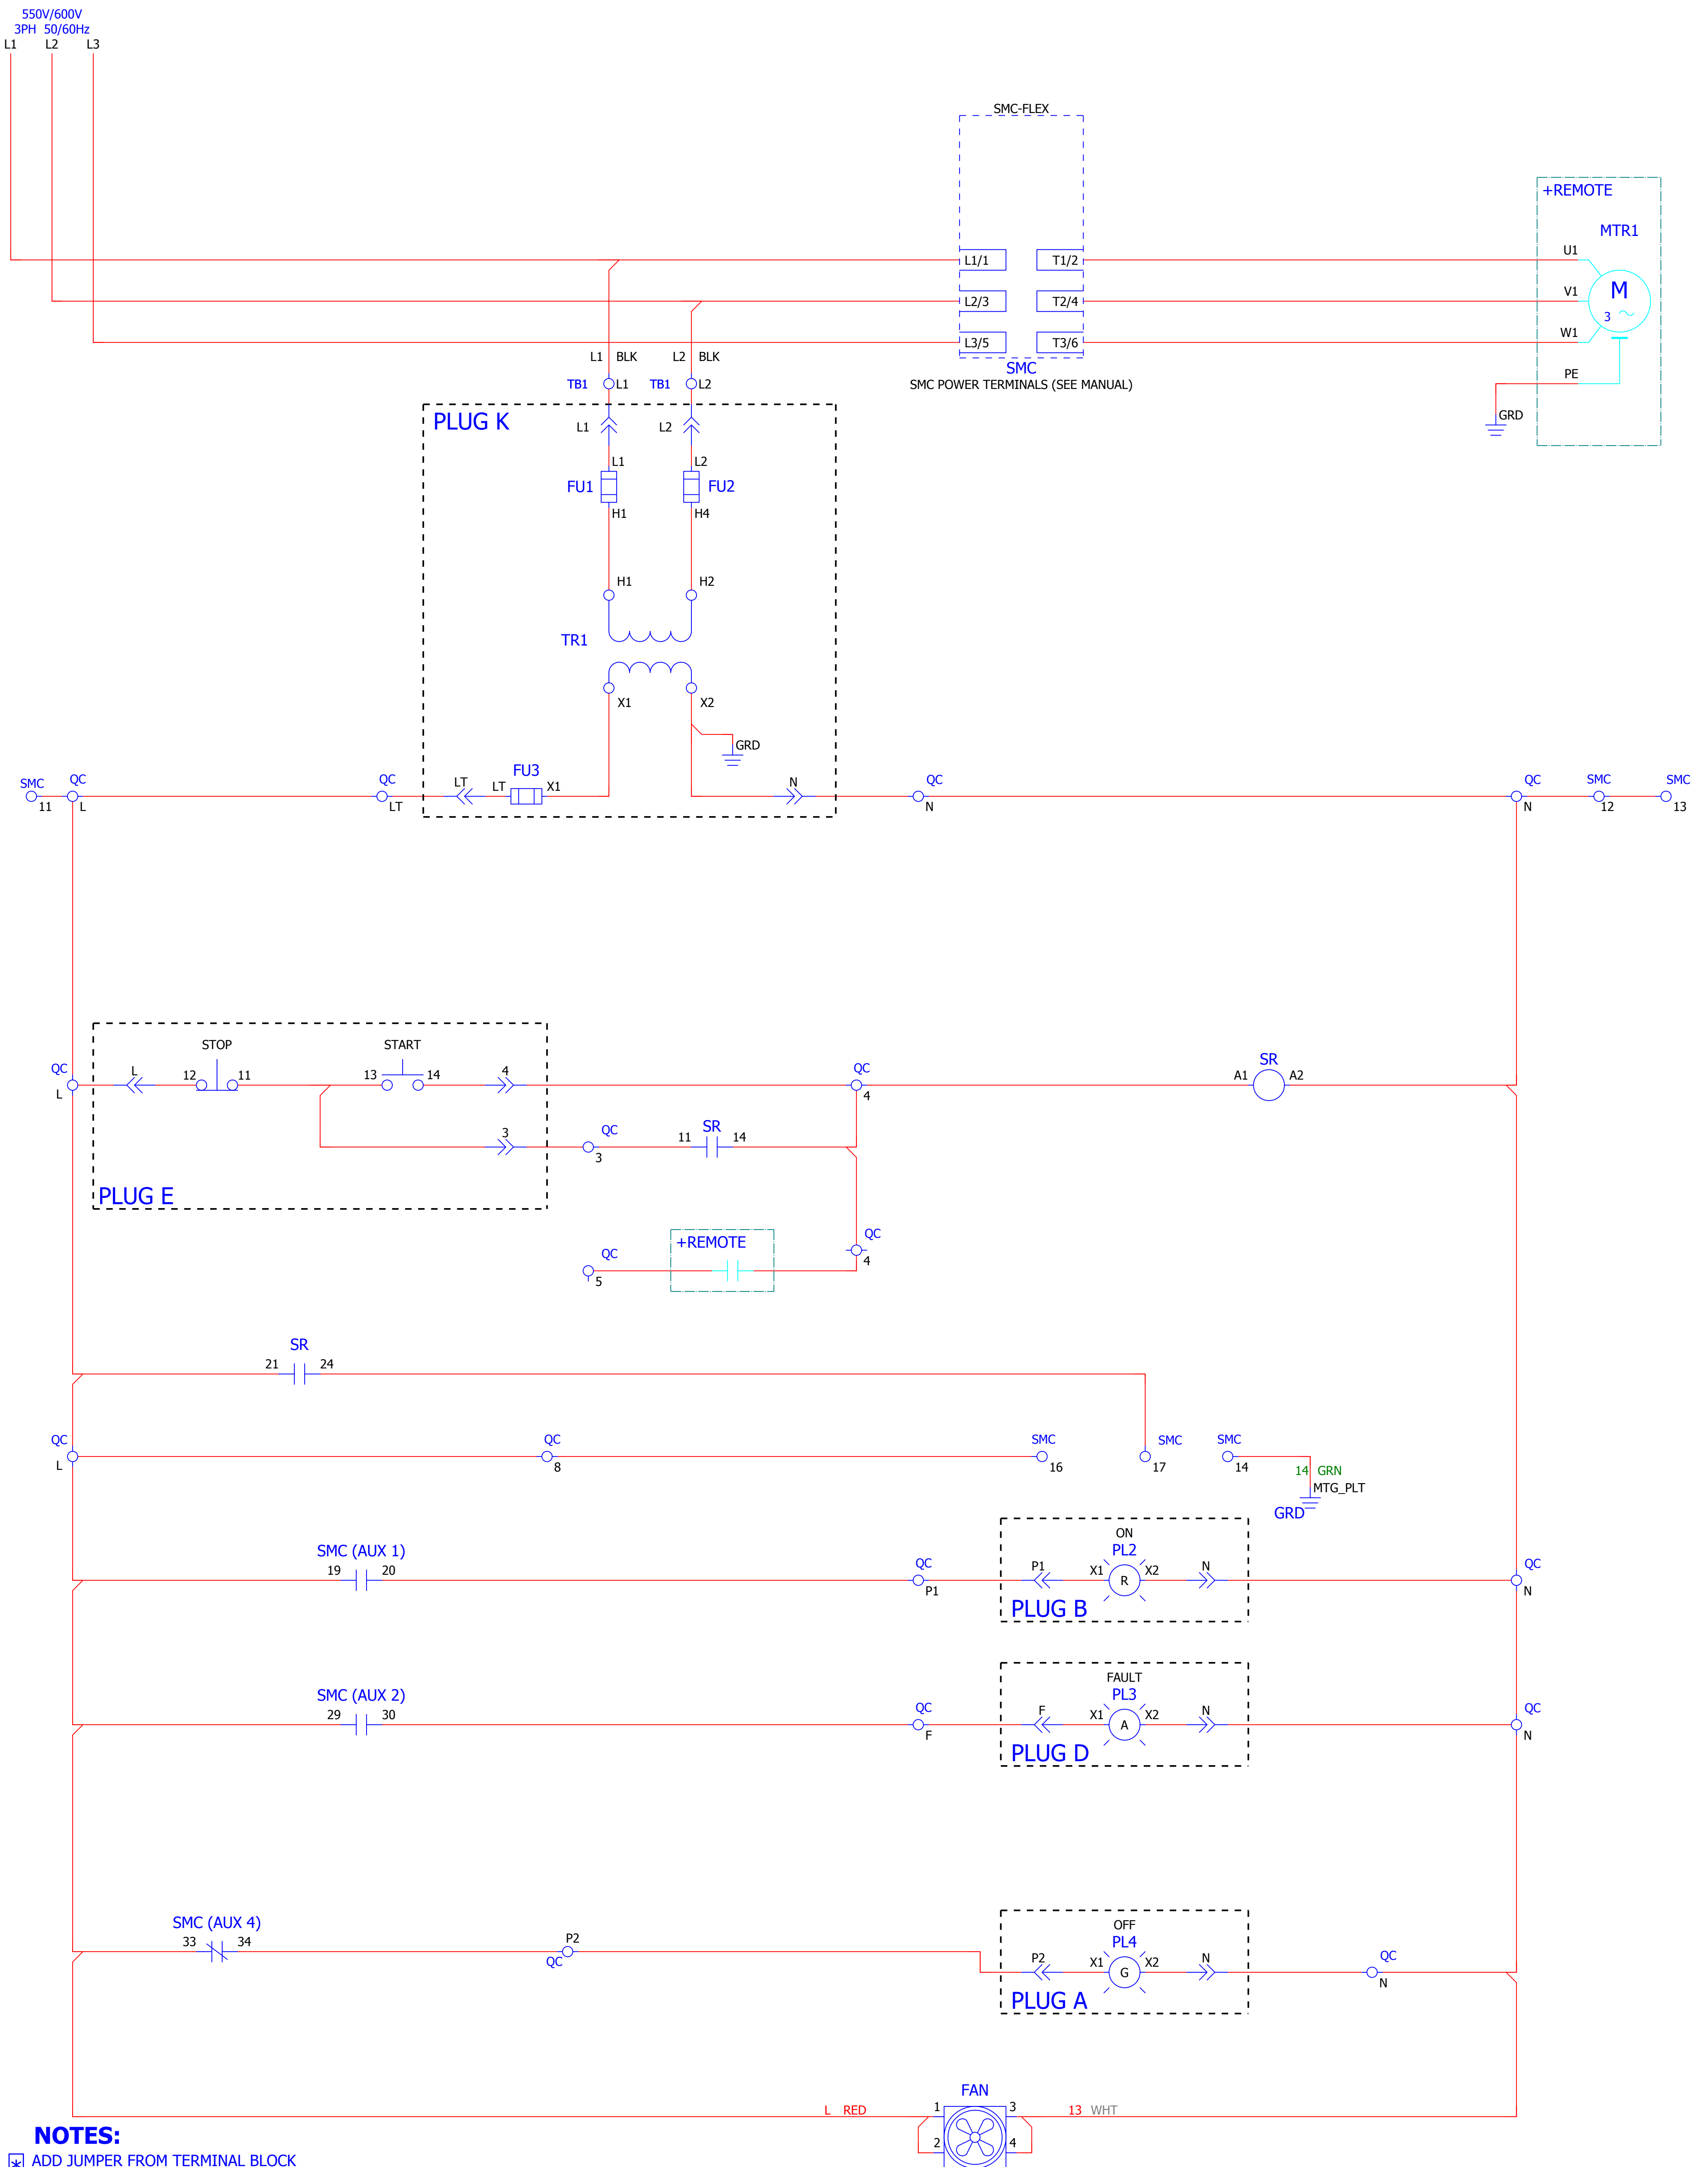 550V/600V
3PH 50/60Hz
L1 L2 L3
SMC-FLEX
+REMOTE
MTR1
U1
L1/1 T1/2
M
3
V1
L2/3 T2/4
W1
L3/5 T3/6
L1 BLK L2 BLK
SMC
SMC POWER TERMINALS (SEE MANUAL)
TB1 L1 TB1 L2
PE
GRD
PLUG K
L1 L2
L1 L2
FU1 FU2
H1 H4
H1 H2
TR1
X1 X2
GRD
FU3
SMC QC QC LT LT X1 N QC QC SMC SMC
11 L LT N N 12 13
STOP START
QC L 12 11 13 14 4 QC SR
L 4 A1 A2
3 QC 11 SR 14
3
PLUG E
+REMOTE
QC QC
5 4
SR
21 24
QC QC SMC SMC SMC
L 8 16 17 14
14 GRN
MTG_PLT
GRD
ON
SMC (AUX 1) PL2
19 20 QC P1 X1 R X2 N QC
P1 N
PLUG B
FAULT
SMC (AUX 2) PL3
29 30 QC F X1 A X2 N QC
F N
PLUG D
OFF
SMC (AUX 4) PL4
33 34 P2 P2 X1 G X2 N QC
QC N
PLUG A
FAN
L RED 1 3 13 WHT
2 4
NOTES:
* ADD JUMPER FROM TERMINAL BLOCK